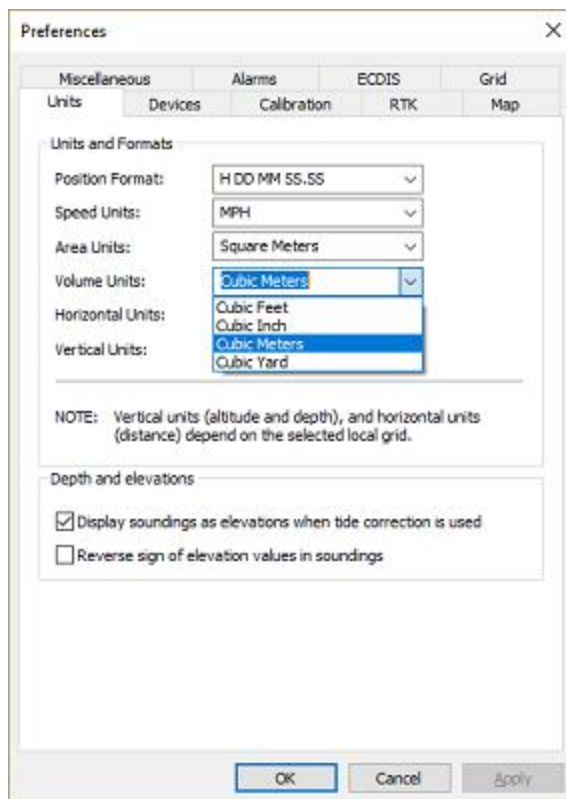 Preferences
Miscellaneous Alarms ECDIS Grid
Units Devices Calibration RTK Map
Units and Formats
Position Format: H DD MM SS.SS
Speed Units: MPH
Area Units: Square Meters
Volume Units: Cubic Meters
Cubic Feet
Horizontal Units: Cubic Inch
Cubic Meters
Vertical Units: Cubic Yard
NOTE: Vertical units (altitude and depth), and horizontal units
(distance) depend on the selected local grid.
Depth and elevations
Display soundings as elevations when tide correction is used
Reverse sign of elevation values in soundings
OK Cancel Apply